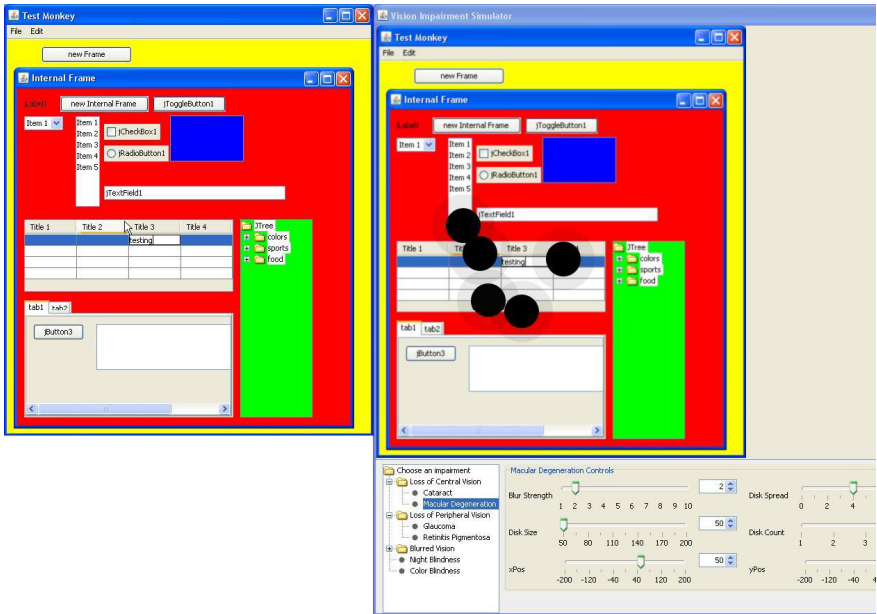 Test Monkey
File Edit
new Frame
Internal Frame
jLabel1 new Internal Frame jToggleButton1
Item 1
Item 1
Item 2
Item 3
Item 4
Item 5
jCheckBox1
jRadioButton1
jTextField1
Title 1 Title 2 Title 3 Title 4
testing
JTree
colors
sports
food
tab1 tab2
jButton3
Vision Impairment Simulator
Test Monkey
File Edit
new Frame
Internal Frame
jLabel1 new Internal Frame jToggleButton1
Item 1
Item 1
Item 2
Item 3
Item 4
Item 5
jCheckBox1
jRadioButton1
jTextField1
Title 1 Title 3
testing
JTree
colors
sports
food
tab1 tab2
jButton3
Choose an impairment
Loss of Central Vision
Cataract
Macular Degeneration
Loss of Peripheral Vision
Glaucoma
Retinitis Pigmentosa
Blurred Vision
Night Blindness
Color Blindness
Macular Degeneration Controls
Blur Strength 2
1 2 3 4 5 6 7 8 9 10
Disk Size 50
50 80 110 140 170 200
xPos 50
-200 -120 -40 40 120 200
Disk Spread
0 2 4
Disk Count
1 2 3
yPos
-200 -120 -40